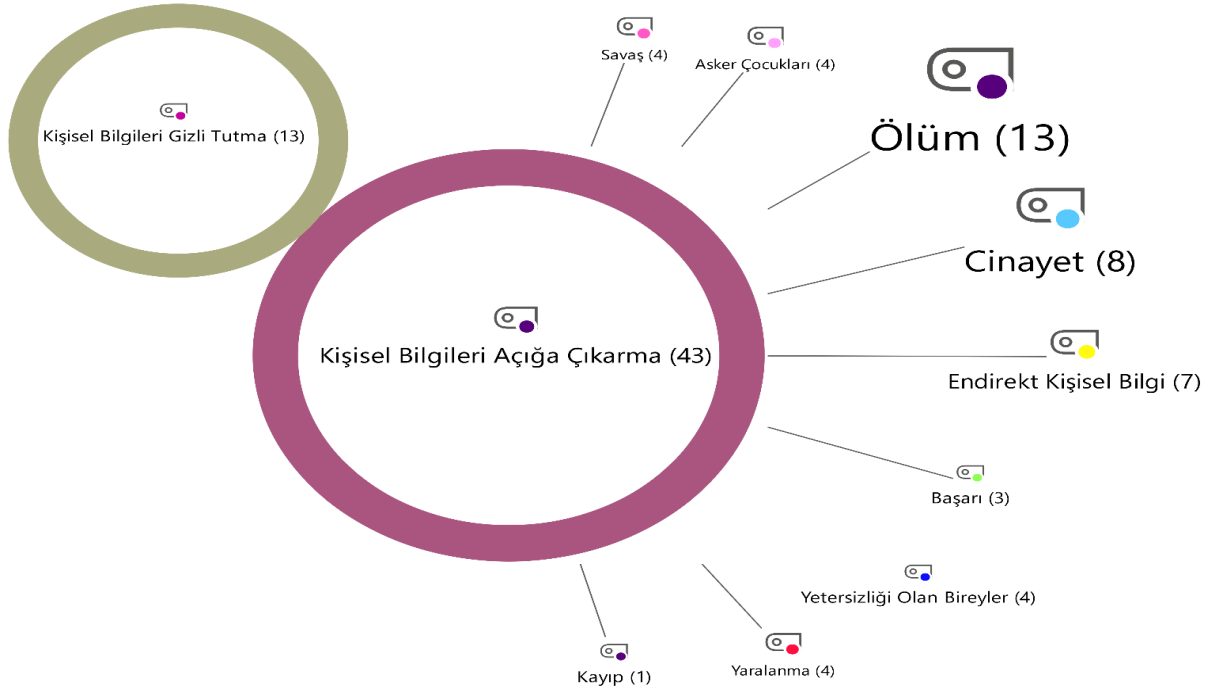 Savaş (4)
Asker Çocukları (4)
Kişisel Bilgileri Gizli Tutma (13)
Ölüm (13)
Cinayet (8)
Kişisel Bilgileri Açığa Çıkarma (43)
Endirekt Kişisel Bilgi (7)
Başarı (3)
Yetersizliği Olan Bireyler (4)
Yaralanma (4)
Kayıp (1)